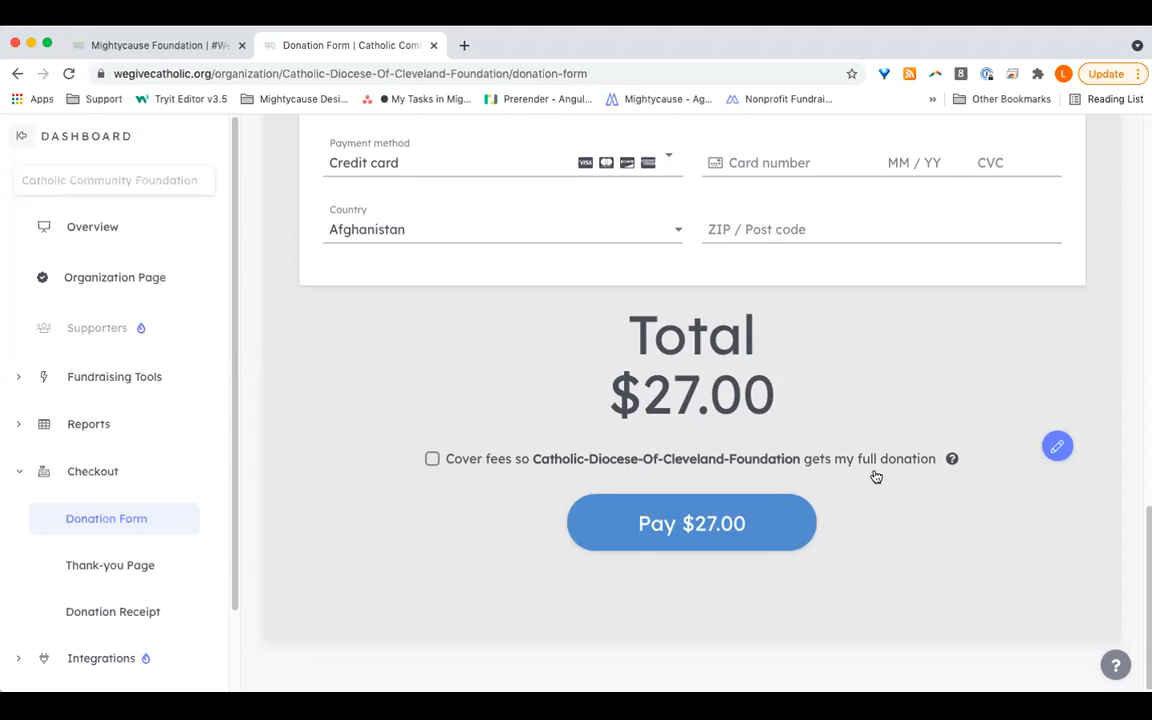 Mightycause Foundation | #We
Donation Form | Catholic Com
wegivecatholic.org/organization/Catholic-Diocese-Of-Cleveland-Foundation/donation-form
Update
Apps
Support
Tryit Editor v3.5
Mightycause Desi...
My Tasks in Mig...
Prerender - Angul...
Mightycause - Ag...
Nonprofit Fundrai...
»
Other Bookmarks
Reading List
DASHBOARD
Catholic Community Foundation
Overview
Organization Page
Supporters
Fundraising Tools
Reports
Checkout
Donation Form
Thank-you Page
Donation Receipt
Integrations
Payment method
Credit card
Card number
MM / YY
CVC
Country
Afghanistan
ZIP / Post code
Total
$27.00
Cover fees so Catholic-Diocese-Of-Cleveland-Foundation gets my full donation
Pay $27.00